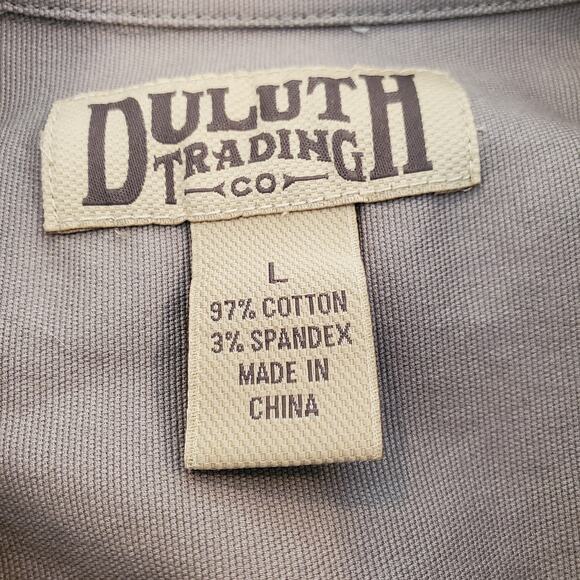 DULUTH
TRADING
CO
L
97% COTTON
3% SPANDEX
MADE IN
CHINA